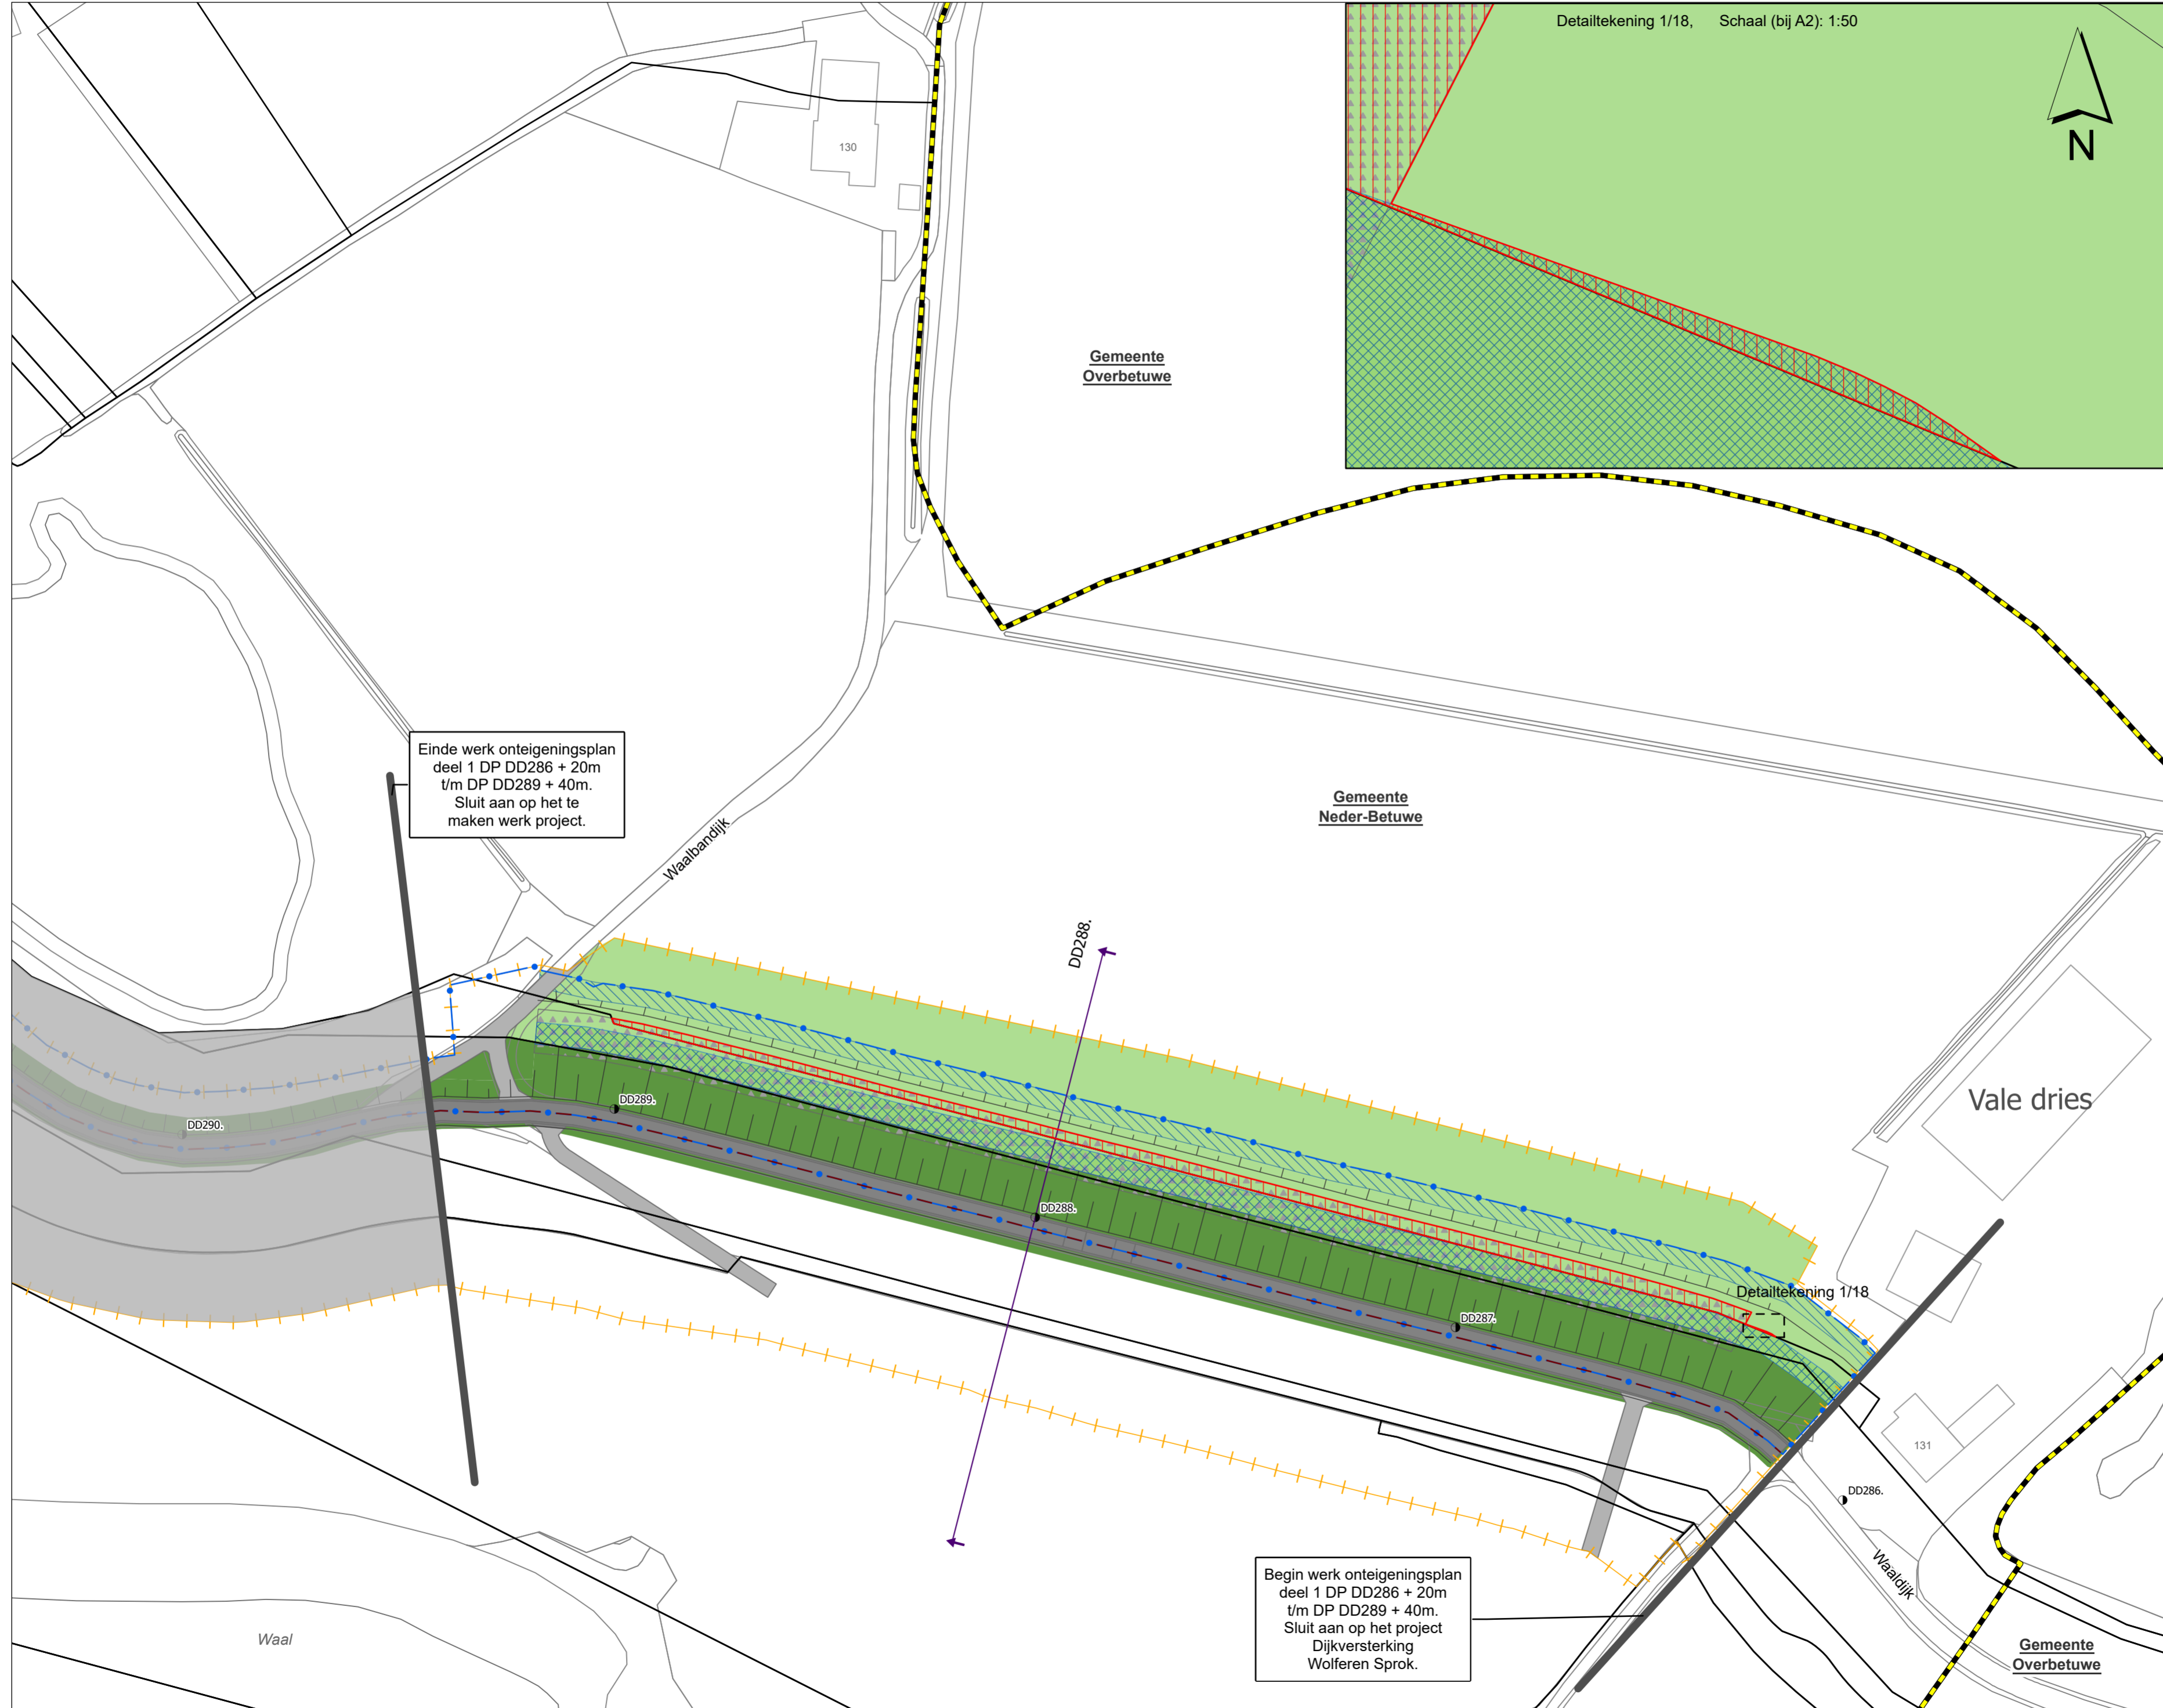 Detailtekening 1/18, Schaal (bij A2): 1:50
N
130
Gemeente
Overbetuwe
Einde werk onteigeningsplan
deel 1 DP DD286 + 20m
t/m DP DD289 + 40m.
Sluit aan op het te
maken werk project.
Gemeente
Neder-Betuwe
Waalbandijk
DD288.
Vale dries
DD289.
DD290.
DD288.
Detailtekening 1/18
DD287.
131
DD286.
Waaldijk
Begin werk onteigeningsplan
deel 1 DP DD286 + 20m
t/m DP DD289 + 40m.
Sluit aan op het project
Dijkversterking
Wolferen Sprok.
Waal
Gemeente
Overbetuwe